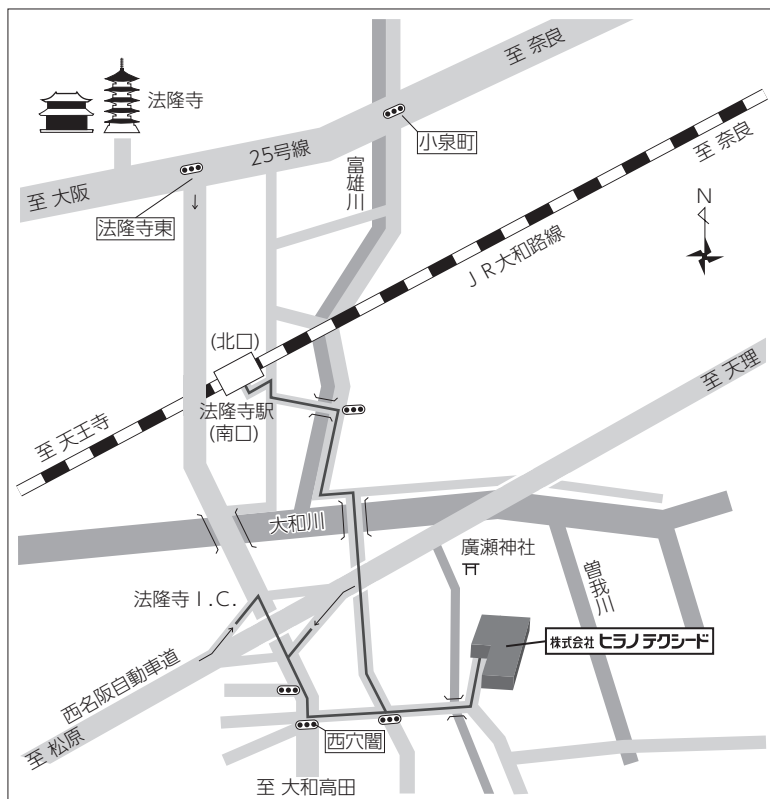 至 奈良
法隆寺
小泉町
25号線
至 奈良
富雄川
至 大阪
法隆寺東
N
ＪＲ大和路線
(北口)
至 天理
法隆寺駅
(南口)
至 天王寺
大和川
廣瀬神社
曽我川
法隆寺Ｉ.Ｃ.
株式会社 ヒラノ テクシード
西名阪自動車道
西穴闇
至 松原
至 大和高田